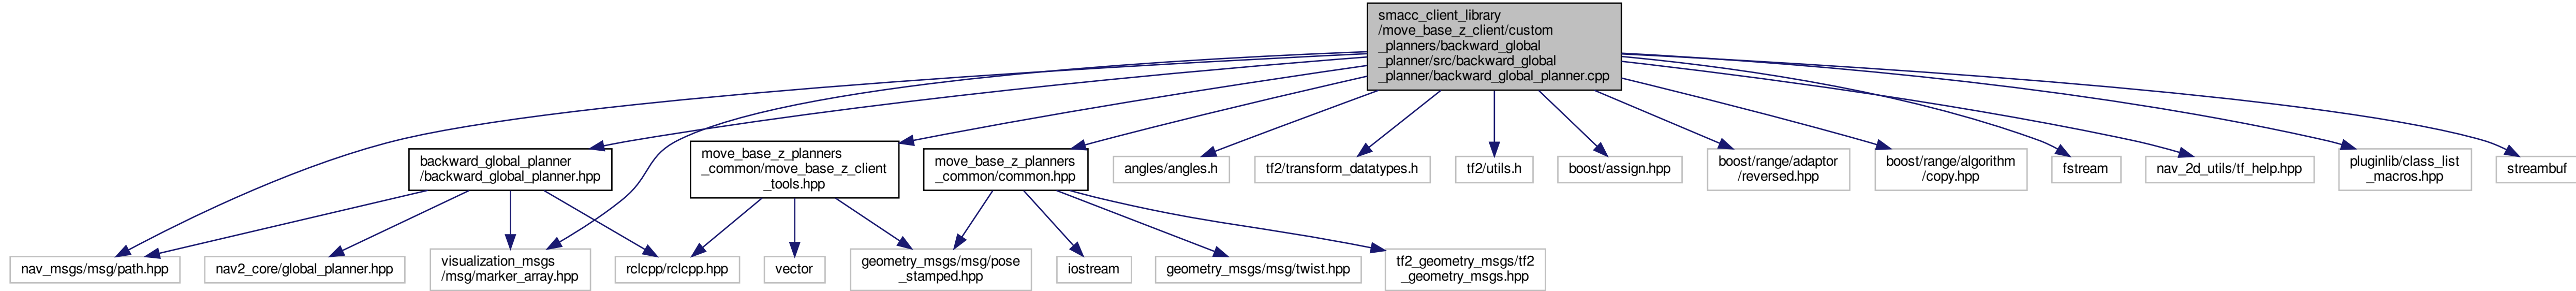 smacc_client_library
/move_base_z_client/custom
_planners/backward_global
_planner/src/backward_global
_planner/backward_global_planner.cpp
backward_global_planner
/backward_global_planner.hpp
move_base_z_planners
_common/move_base_z_client
_tools.hpp
move_base_z_planners
_common/common.hpp
angles/angles.h
tf2/transform_datatypes.h
tf2/utils.h
boost/assign.hpp
boost/range/adaptor
/reversed.hpp
boost/range/algorithm
/copy.hpp
fstream
nav_2d_utils/tf_help.hpp
pluginlib/class_list
_macros.hpp
streambuf
nav_msgs/msg/path.hpp
nav2_core/global_planner.hpp
visualization_msgs
/msg/marker_array.hpp
rclcpp/rclcpp.hpp
vector
geometry_msgs/msg/pose
_stamped.hpp
iostream
geometry_msgs/msg/twist.hpp
tf2_geometry_msgs/tf2
_geometry_msgs.hpp